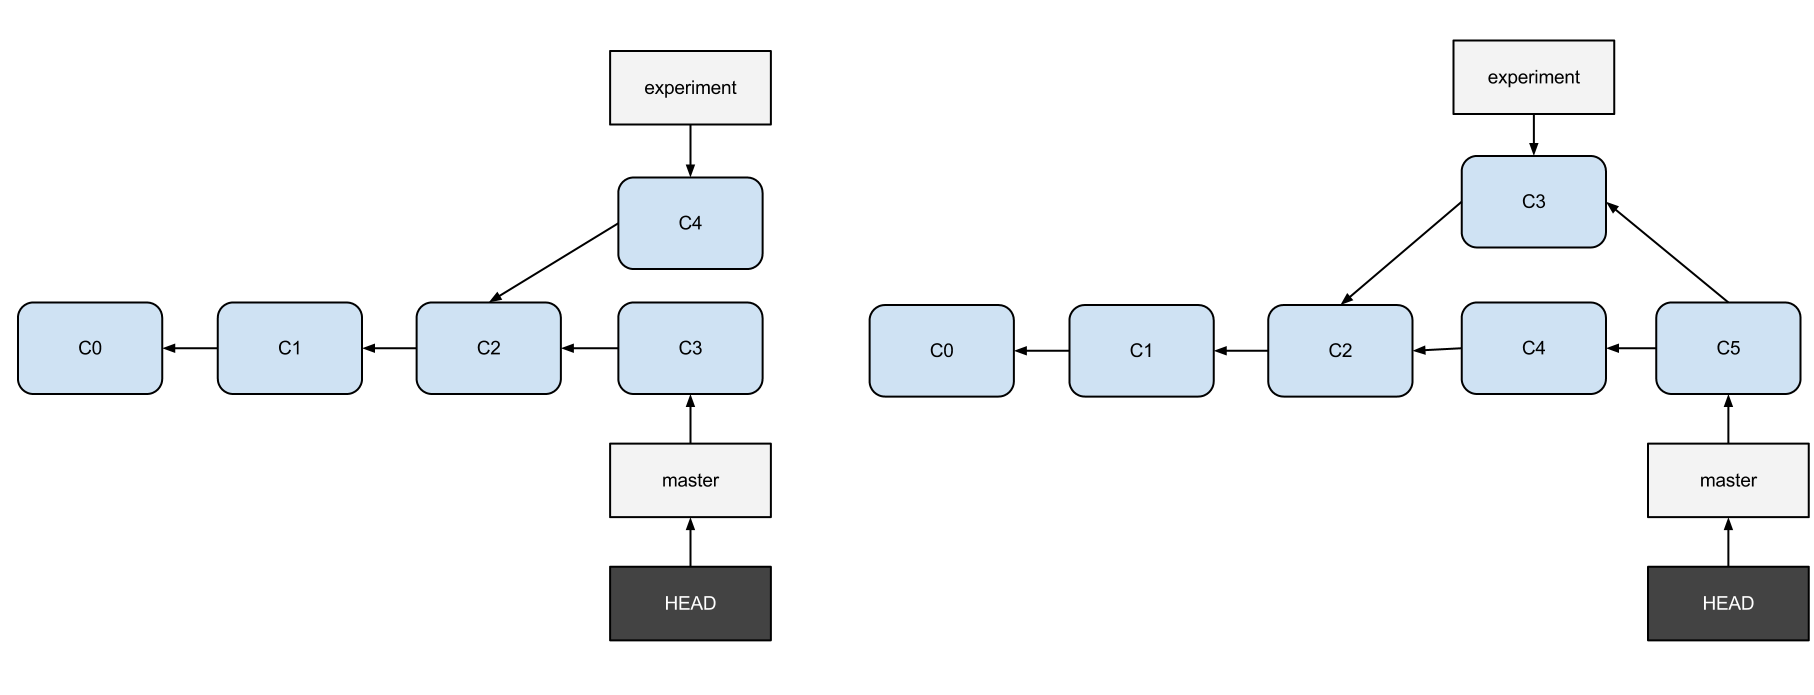 experiment
C4
C0
C1
C2
C3
master
HEAD
experiment
C3
C0
C1
C2
C4
C5
master
HEAD